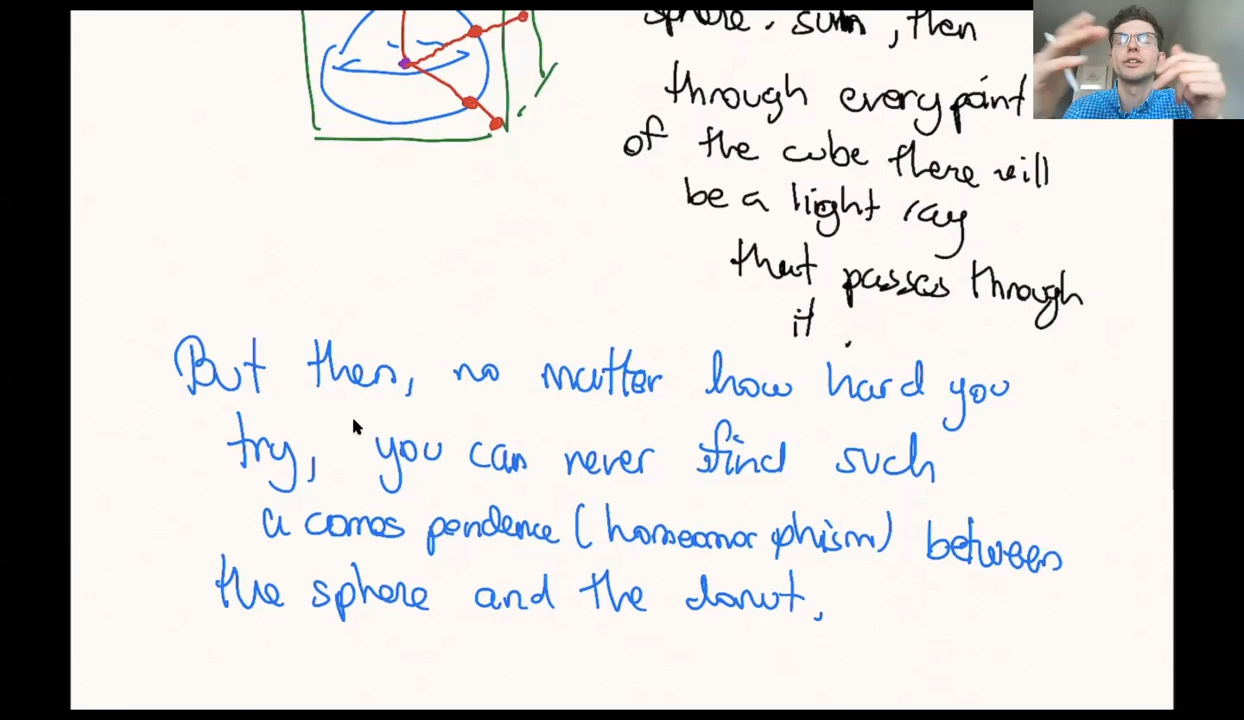 sphere. sum, then
through every point
of the cube there will
be a light ray
that passes through
it.
But then, no matter how hard you
try, you can never find such
a corres pondence (homeomorphism) between
the sphere and the donut,